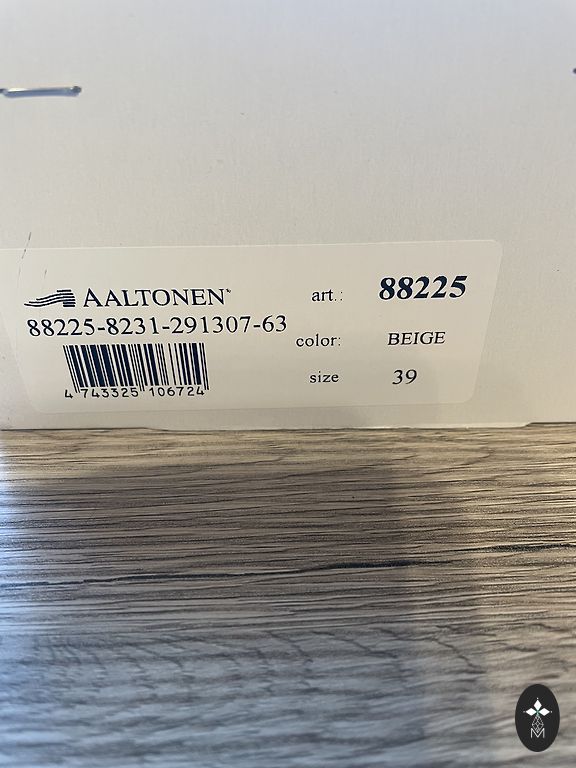 AALTONEN
88225-8231-291307-63
4 743325 106724
art.: 88225
color: BEIGE
size 39
M